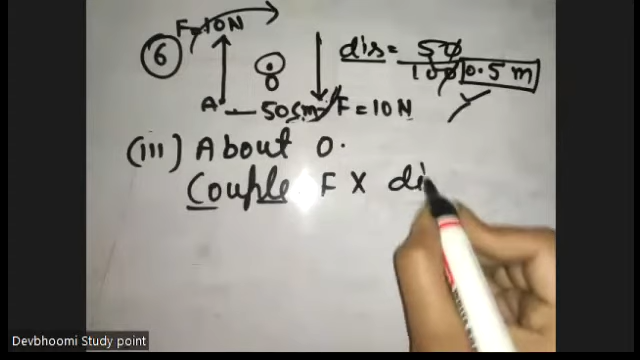 F=10N
6
O
A
50cm
F=10N
dis= 50
100
0.5 m
(iii) About O.
Couple F X di
Devbhoomi Study point